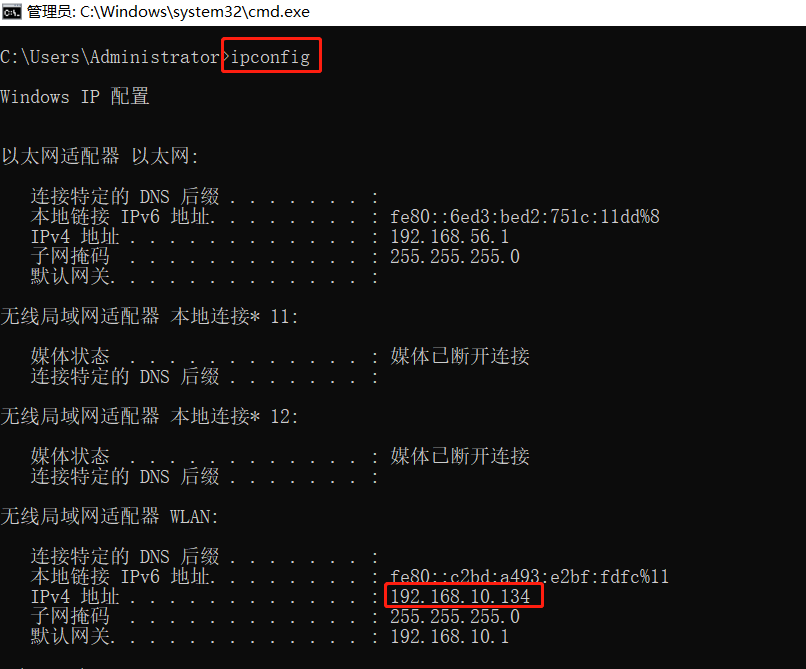 管理员: C:\Windows\system32\cmd.exe
C:\Users\Administrator>ipconfig
Windows IP 配置
以太网适配器 以太网:
连接特定的 DNS 后缀 . . . . . . . :
本地链接 IPv6 地址. . . . . . . . : fe80::6ed3:bed2:751c:11dd%8
IPv4 地址 . . . . . . . . . . . . : 192.168.56.1
子网掩码 . . . . . . . . . . . . : 255.255.255.0
默认网关. . . . . . . . . . . . . :
无线局域网适配器 本地连接* 11:
媒体状态 . . . . . . . . . . . . : 媒体已断开连接
连接特定的 DNS 后缀 . . . . . . . :
无线局域网适配器 本地连接* 12:
媒体状态 . . . . . . . . . . . . : 媒体已断开连接
连接特定的 DNS 后缀 . . . . . . . :
无线局域网适配器 WLAN:
连接特定的 DNS 后缀 . . . . . . . :
本地链接 IPv6 地址. . . . . . . . : fe80::c2bd:a493:e2bf:fdfc%11
IPv4 地址 . . . . . . . . . . . . : 192.168.10.134
子网掩码 . . . . . . . . . . . . : 255.255.255.0
默认网关. . . . . . . . . . . . . : 192.168.10.1